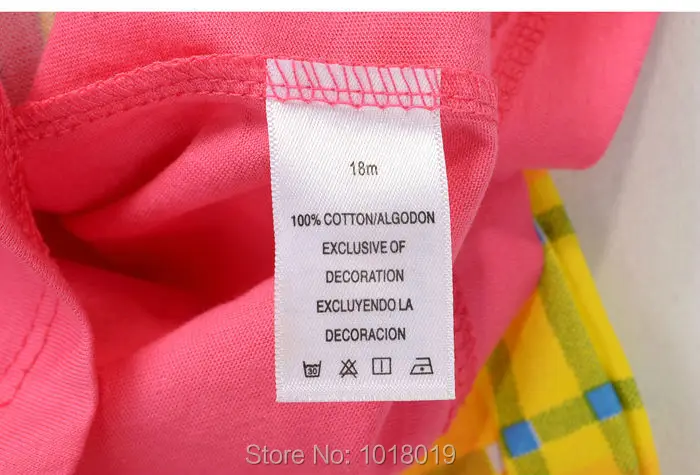 18m
100% COTTON/ALGODON
EXCLUSIVE OF
DECORATION
EXCLUYENDO LA
DECORACION
30
Store No: 1018019